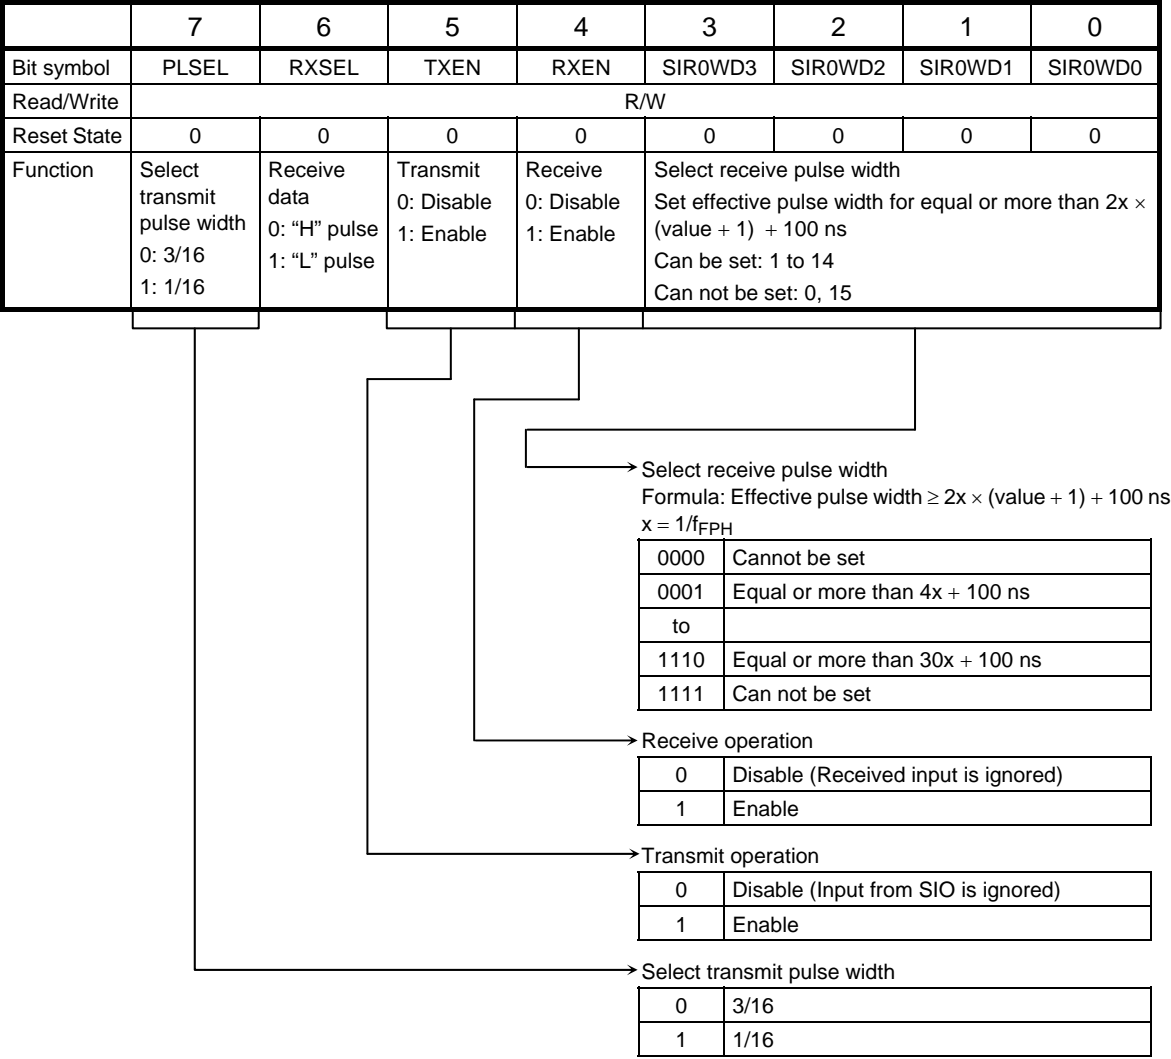 7 6 5 4 3 2 1 0
Bit symbol PLSEL RXSEL TXEN RXEN SIR0WD3 SIR0WD2 SIR0WD1 SIR0WD0
Read/Write R/W
Reset State 0 0 0 0 0 0 0 0
Function
Select
transmit
pulse width
0: 3/16
1: 1/16
Receive
data
0: “H” pulse
1: “L” pulse
Transmit
0: Disable
1: Enable
Receive
0: Disable
1: Enable
Select receive pulse width
Set effective pulse width for equal or more than 2x ×
(value + 1) + 100 ns
Can be set: 1 to 14
Can not be set: 0, 15
Select receive pulse width
Formula: Effective pulse width ≥ 2x × (value + 1) + 100 ns
x = 1/fFPH
0000 Cannot be set
0001 Equal or more than 4x + 100 ns
to
1110 Equal or more than 30x + 100 ns
1111 Can not be set
Receive operation
0 Disable (Received input is ignored)
1 Enable
Transmit operation
0 Disable (Input from SIO is ignored)
1 Enable
Select transmit pulse width
0 3/16
1 1/16